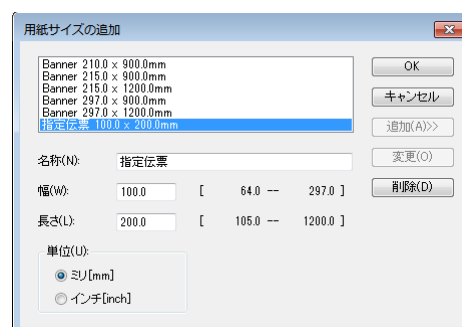 用紙サイズの追加
Banner 210.0 x 900.0mm
Banner 215.0 x 900.0mm
Banner 215.0 x 1200.0mm
Banner 297.0 x 900.0mm
Banner 297.0 x 1200.0mm
指定伝票 100.0 x 200.0mm
OK
キャンセル
追加(A)>>
変更(O)
削除(D)
名称(N): 指定伝票
幅(W): 100.0 [ 64.0 -- 297.0 ]
長さ(L): 200.0 [ 105.0 -- 1200.0 ]
単位(U):
ミリ[mm]
インチ[inch]